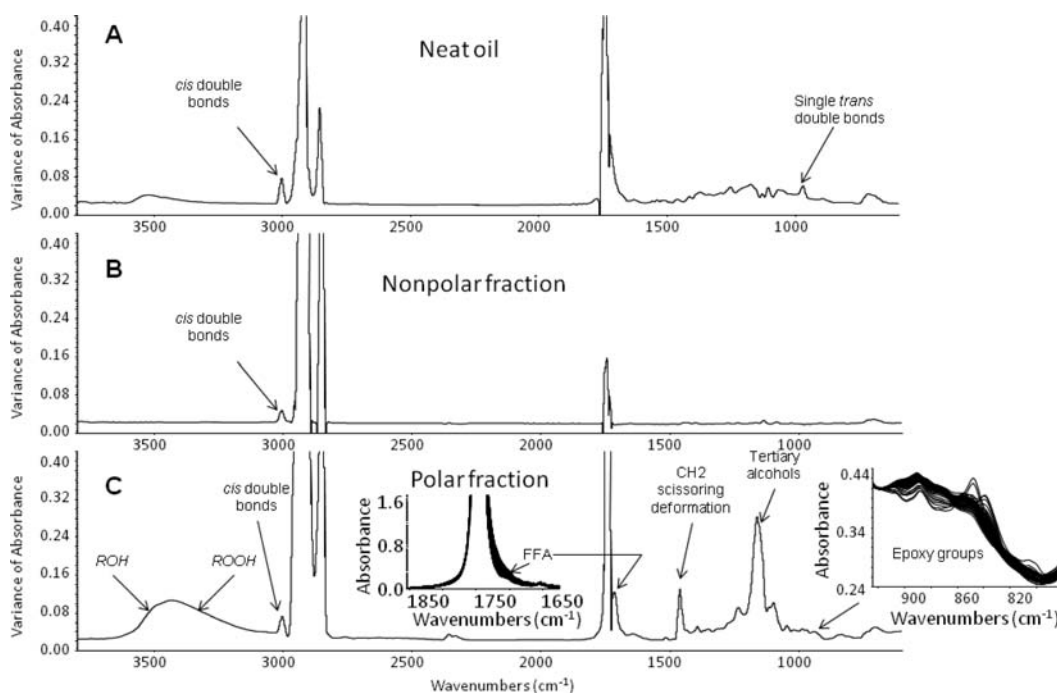 A
Neat oil
cis double
bonds
Single trans
double bonds
Variance of Absorbance
0.40
0.32
0.24
0.16
0.08
0.00
3500
3000
2500
2000
1500
1000
B
Nonpolar fraction
cis double
bonds
Variance of Absorbance
0.40
0.32
0.24
0.16
0.08
0.00
3500
3000
2500
2000
1500
1000
C
Polar fraction
cis double
bonds
ROH
ROOH
CH2
scissoring
deformation
Tertiary
alcohols
Variance of Absorbance
0.40
0.32
0.24
0.16
0.08
0.00
Absorbance
1.6
0.8
0.0
FFA
1850
1750
1650
Wavenumbers (cm-1)
Absorbance
0.44
0.34
0.24
Epoxy groups
900
860
820
Wavenumbers (cm-1)
3500
3000
2500
2000
1500
1000
Wavenumbers (cm-1)